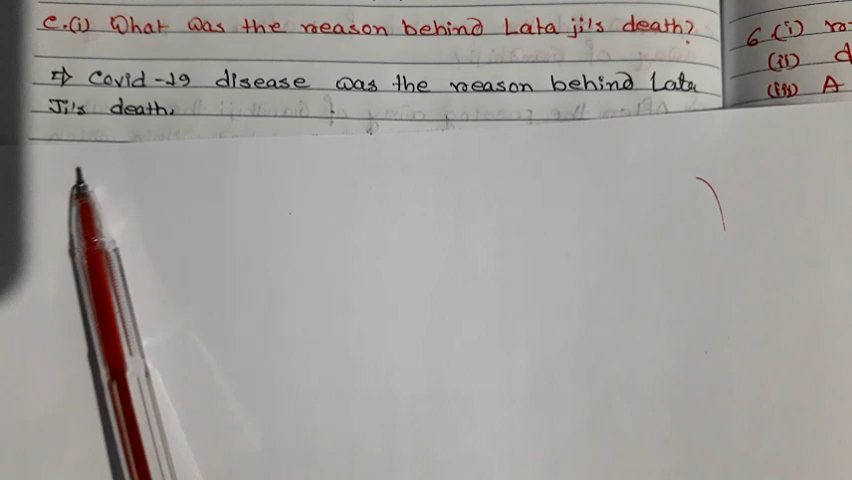 C.(i) What was the reason behind Lata ji's death?
⇒ Covid-19 disease was the reason behind Lata
Ji's death.
6.(i)
(ii)
(iii) A